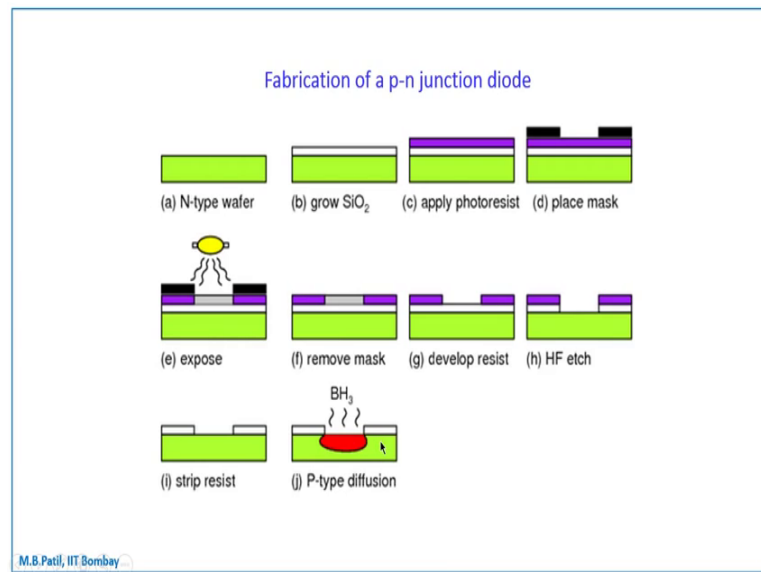 Fabrication of a p-n junction diode
(a) N-type wafer (b) grow SiO₂ (c) apply photoresist (d) place mask
(e) expose (f) remove mask (g) develop resist (h) HF etch
BH₃
(i) strip resist (j) P-type diffusion
M.B.Patil, IIT Bombay